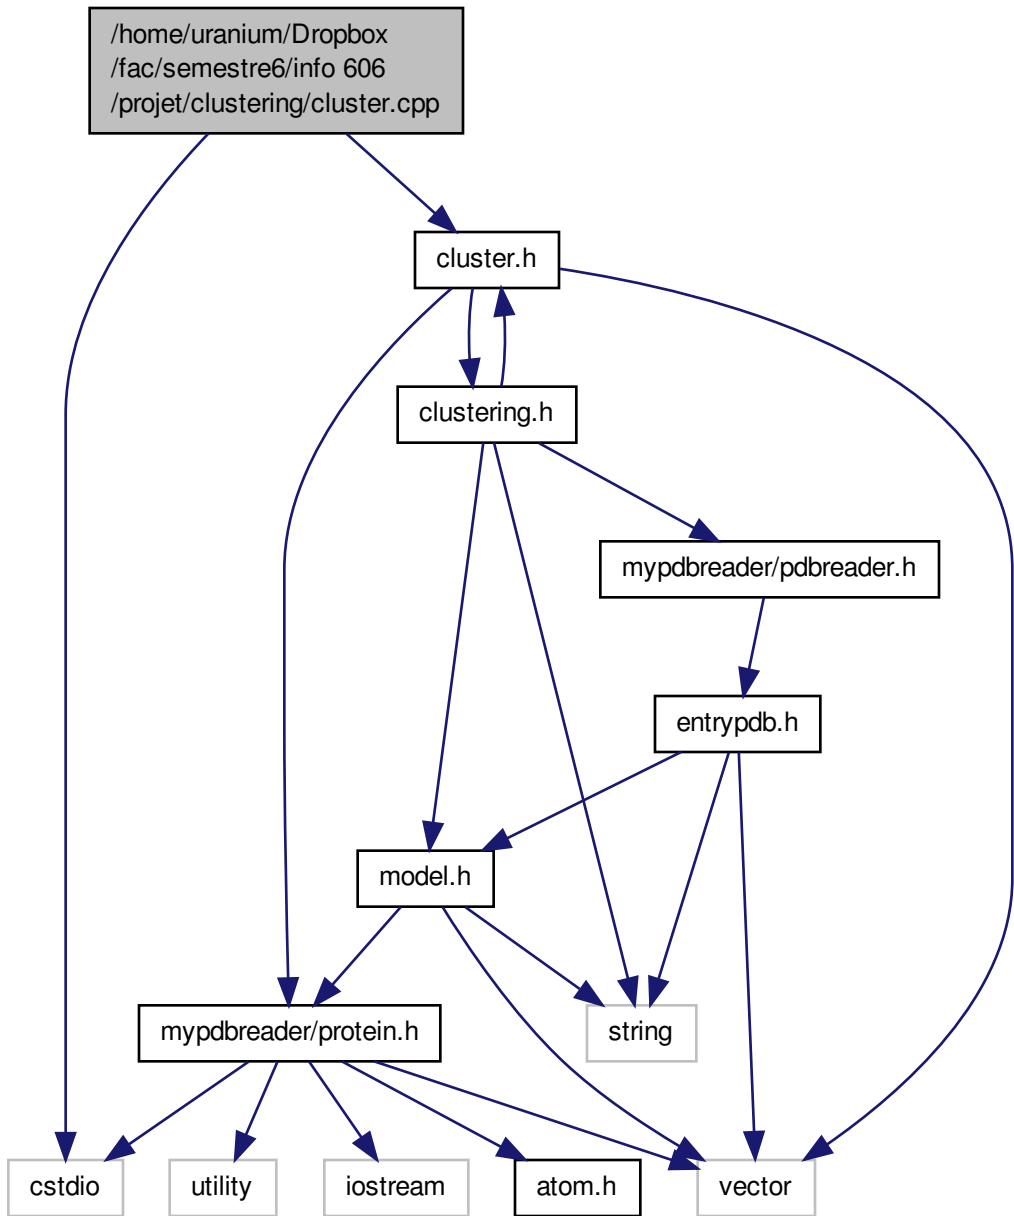 /home/uranium/Dropbox
/fac/semestre6/info 606
/projet/clustering/cluster.cpp
cluster.h
clustering.h
mypdbreader/pdbreader.h
entrypdb.h
model.h
mypdbreader/protein.h
string
cstdio
utility
iostream
atom.h
vector